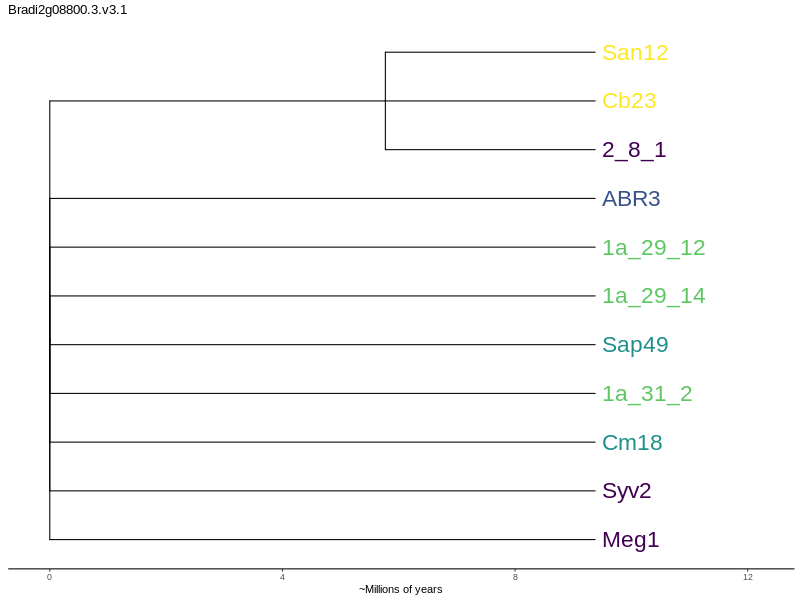 Bradi2g08800.3.v3.1
San12
Cb23
2_8_1
ABR3
1a_29_12
1a_29_14
Sap49
1a_31_2
Cm18
Syv2
Meg1
0 4 8 12
~Millions of years